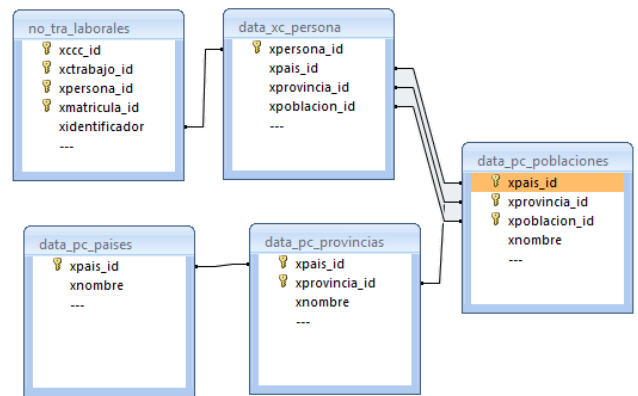 no_tra_laborales
xccc_id
xctrabajo_id
xpersona_id
xmatricula_id
xidentificador
---
data_xc_persona
xpersona_id
xpais_id
xprovincia_id
xpoblacion_id
---
data_pc_poblaciones
xpais_id
xprovincia_id
xpoblacion_id
xnombre
---
data_pc_paises
xpais_id
xnombre
---
data_pc_provincias
xpais_id
xprovincia_id
xnombre
---